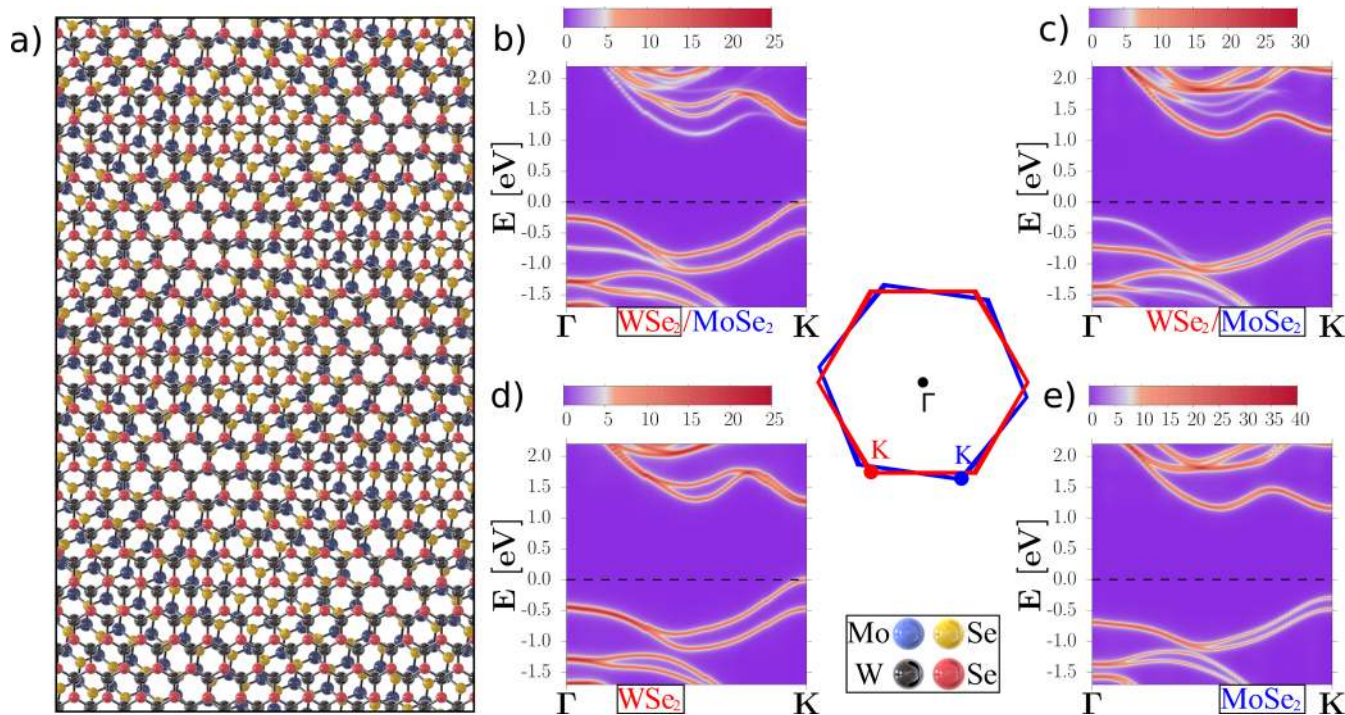 a)
b)
0 5 10 15 20 25
E [eV]
2.0
1.5
1.0
0.5
0.0
-0.5
-1.0
-1.5
Γ WSe₂/MoSe₂ K
c)
0 5 10 15 20 25 30
E [eV]
2.0
1.5
1.0
0.5
0.0
-0.5
-1.0
-1.5
Γ WSe₂/MoSe₂ K
Γ
K K
d)
0 5 10 15 20 25
E [eV]
2.0
1.5
1.0
0.5
0.0
-0.5
-1.0
-1.5
Γ WSe₂ K
Mo Se
W Se
e)
0 10 20 30 40
E [eV]
2.0
1.5
1.0
0.5
0.0
-0.5
-1.0
-1.5
Γ MoSe₂ K